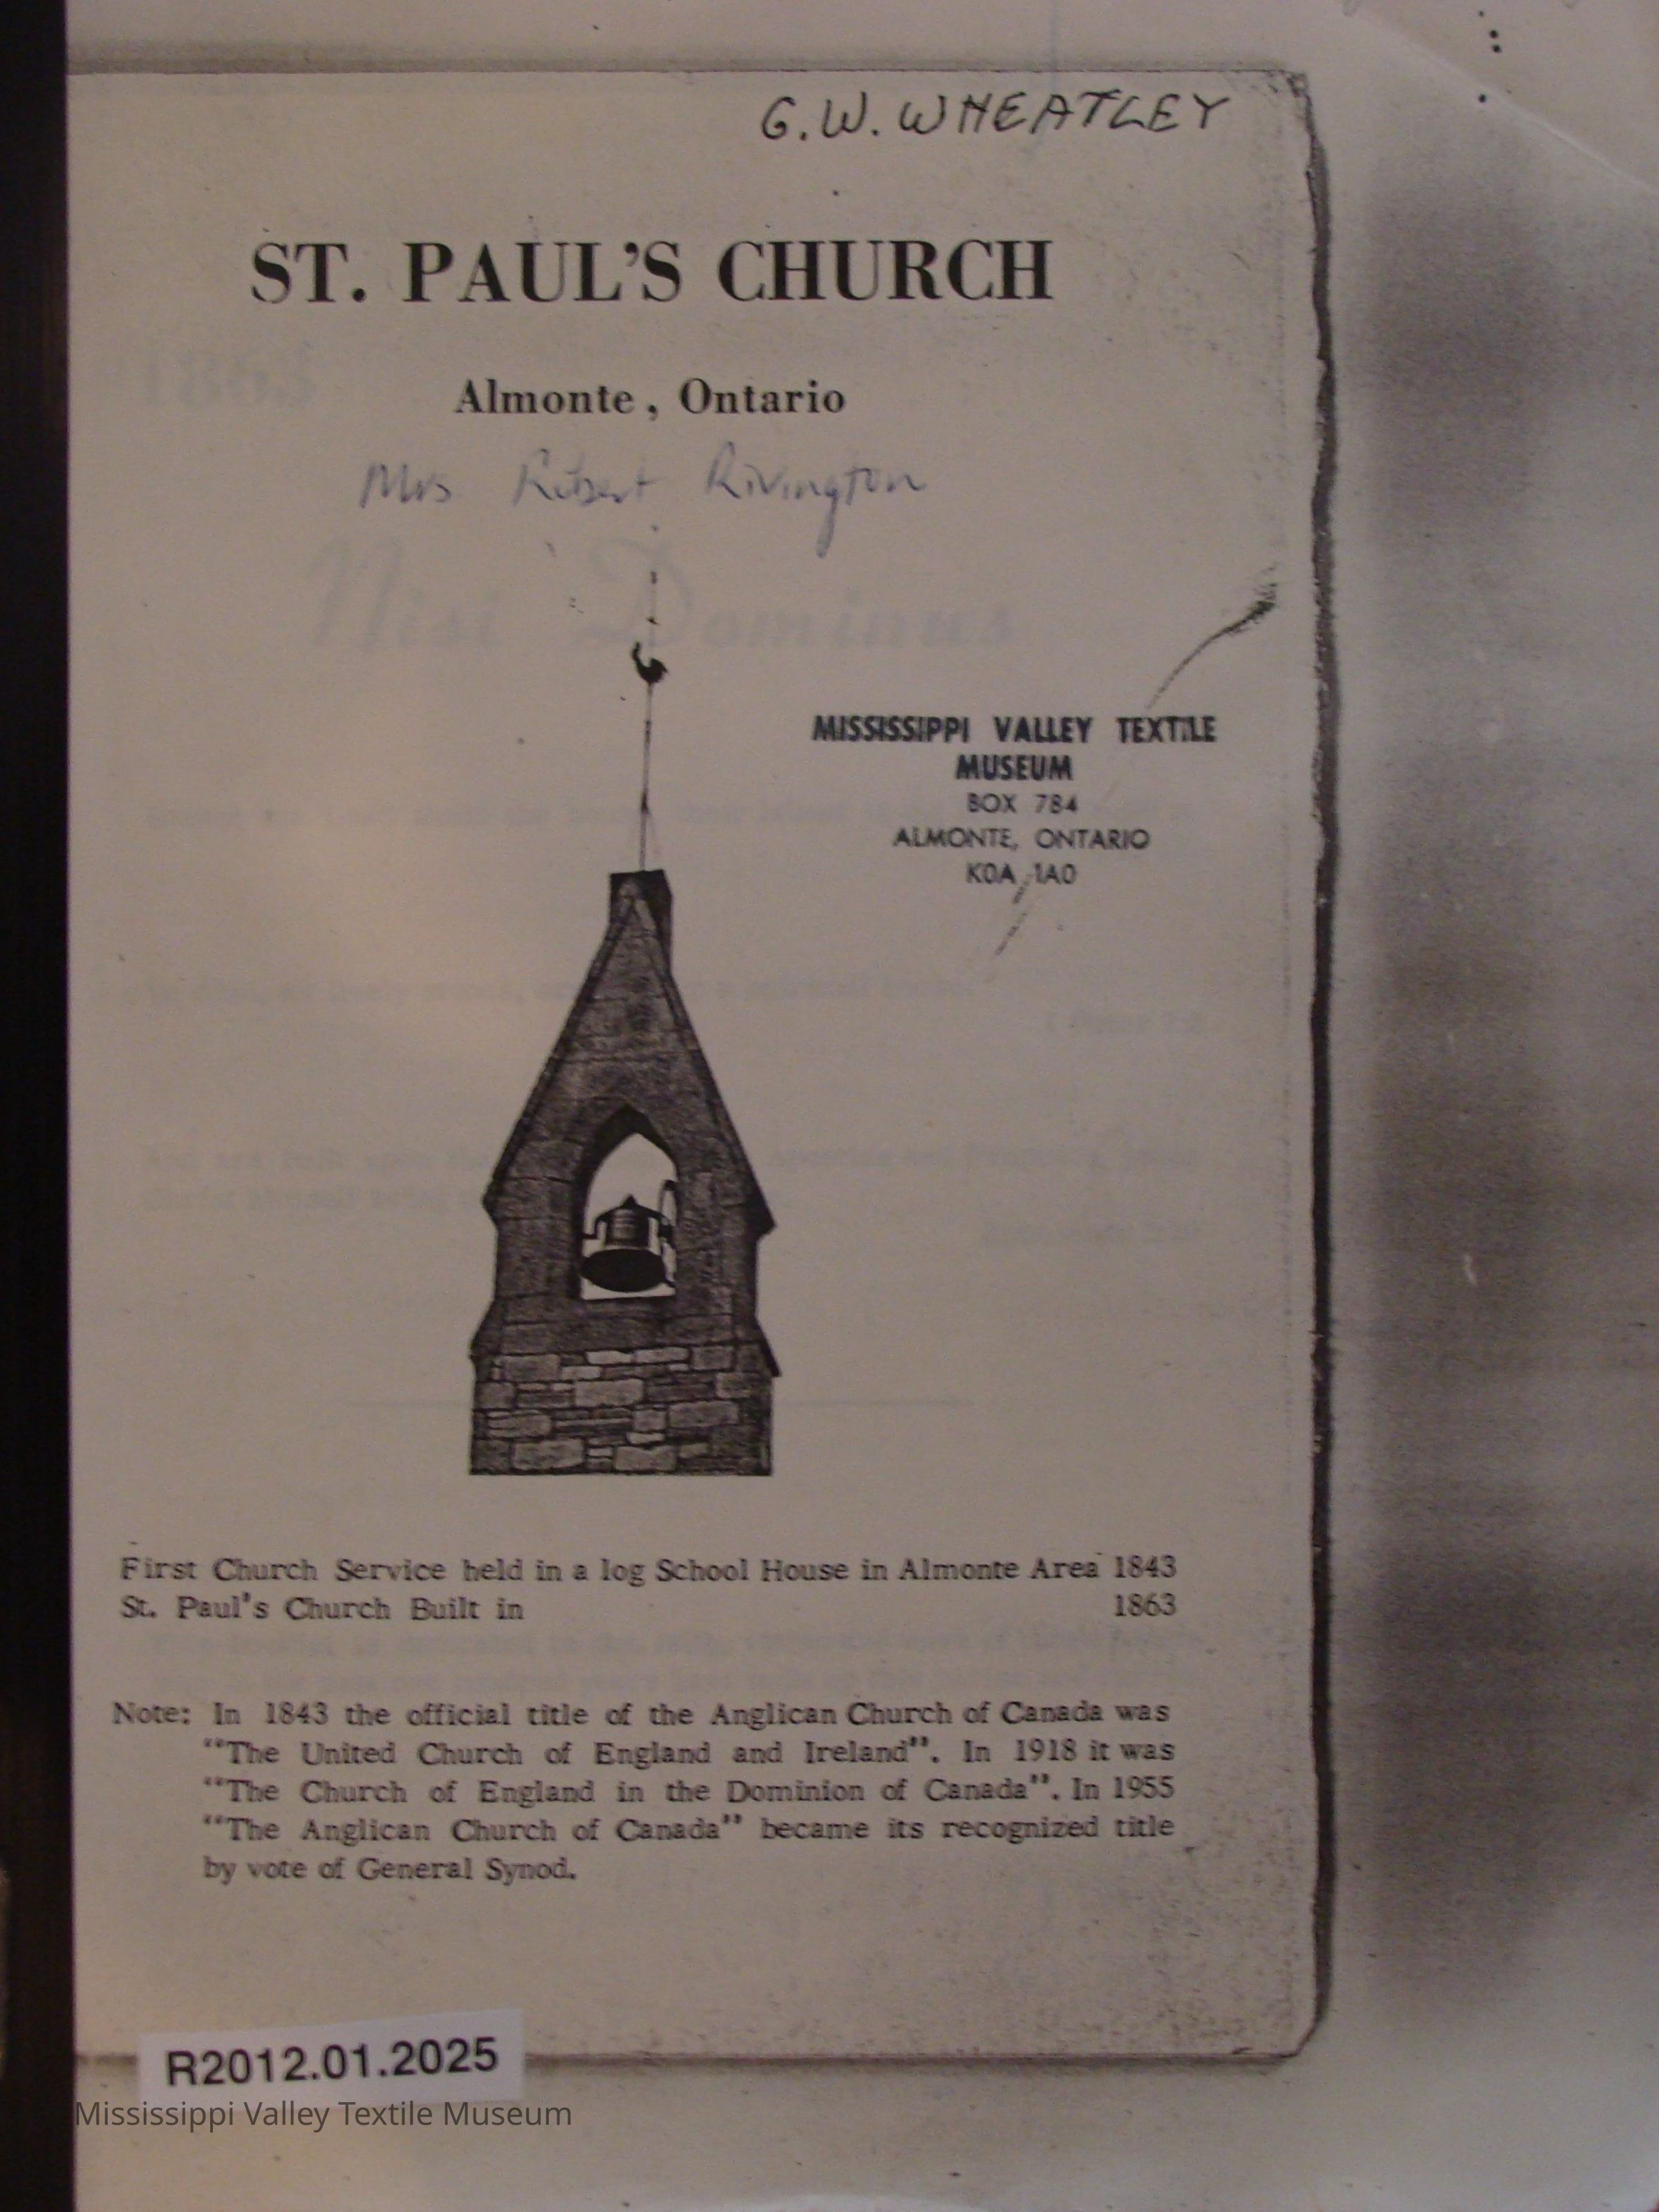 G.W. WHEATLEY
ST. PAUL'S CHURCH
Almonte, Ontario
Mrs Robert Rivington
Nisi Dominus
MISSISSIPPI VALLEY TEXTILE
MUSEUM
BOX 784
ALMONTE, ONTARIO
K0A 1A0
First Church Service held in a log School House in Almonte Area 1843
St. Paul's Church Built in 1863
Note: In 1843 the official title of the Anglican Church of Canada was
"The United Church of England and Ireland". In 1918 it was
"The Church of England in the Dominion of Canada". In 1955
"The Anglican Church of Canada" became its recognized title
by vote of General Synod.
R2012.01.2025
Mississippi Valley Textile Museum